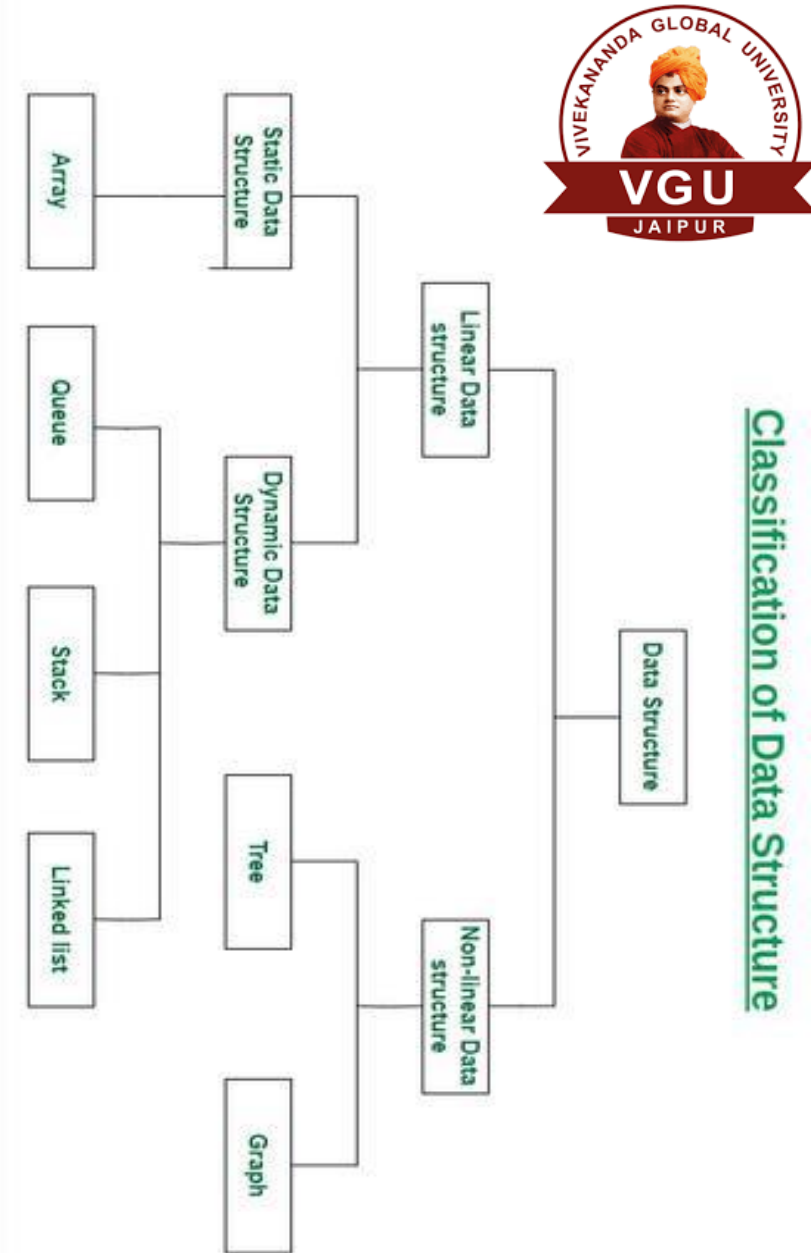 VIVEKANANDA GLOBAL UNIVERSITY
VGU
JAIPUR
Classification of Data Structure
Data Structure
Linear Data
structure
Non-linear Data
structure
Static Data
Structure
Dynamic Data
Structure
Tree
Graph
Array
Queue
Stack
Linked list